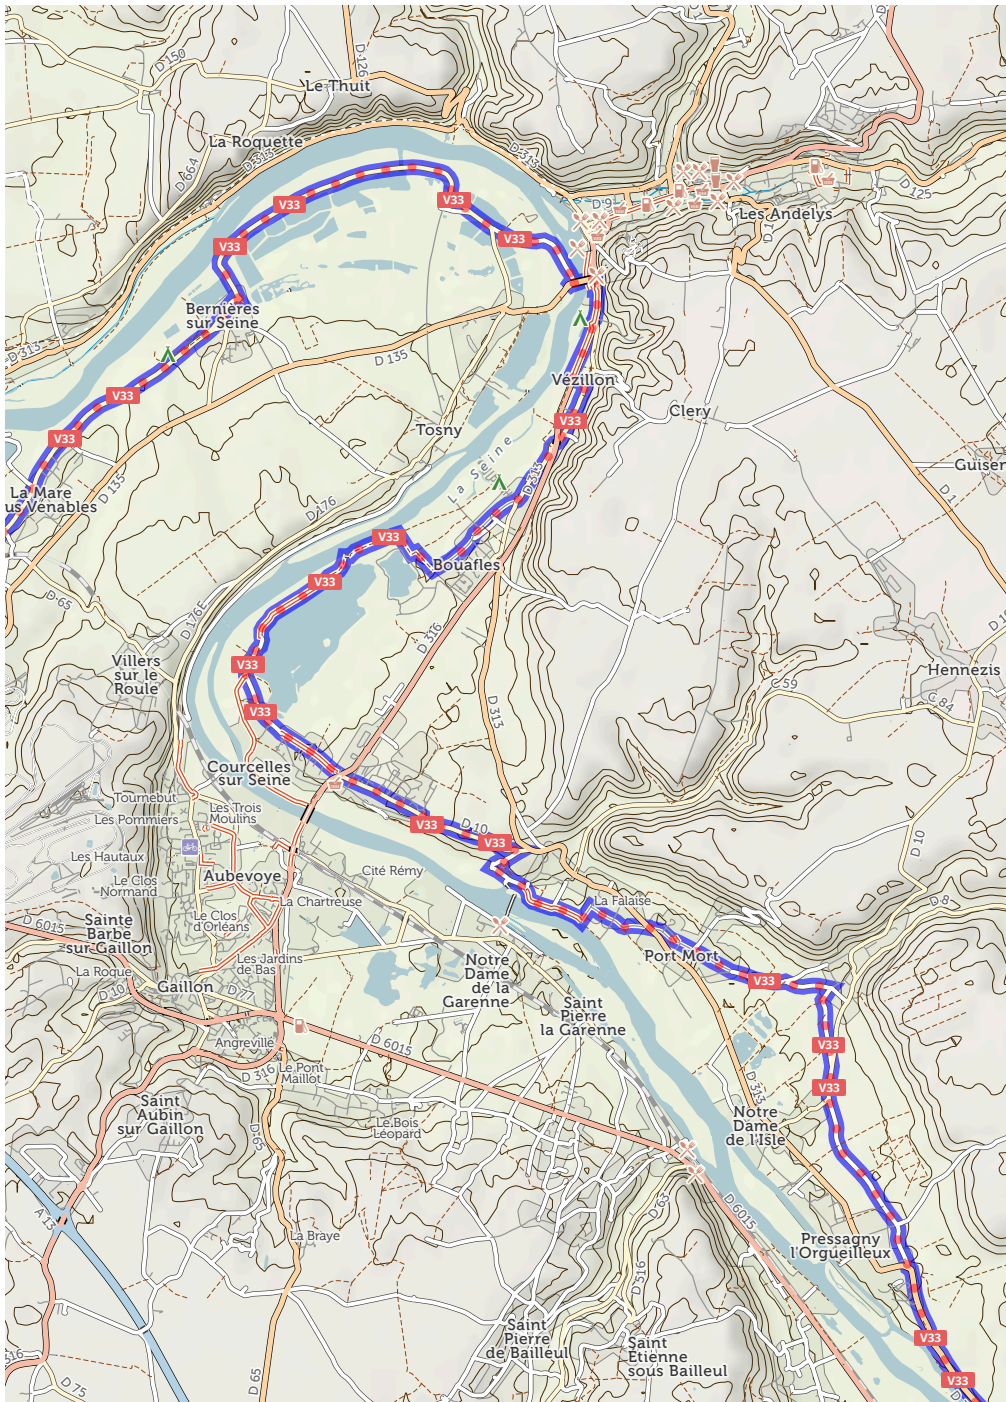 D 150
D 126
Le Thuit
La Roquette
D 313
D 313
D 664
V33
V33
V33
V33
D 9
D 125
Les Andelys
Bernières
sur Seine
D 313
D 135
Vézillon
V33
V33
V33
Clery
Tosny
La Seine
D 313
La Mare
us Venables
D 135
D 176
D 1
Guiser
V33
Bouafles
V33
D 65
D 176E
D 316
Villers
sur le
Roule
V33
V33
D 313
C 59
C 84
Hennezis
Courcelles
sur Seine
Tournebut
Les Pommiers
Les Trois
Moulins
V33
D 10
V33
D 10
Les Hautaux
Cité Rémy
Le Clos
Normand
Aubevoye
La Chartreuse
La Falaise
D 8
D 6015
Sainte
Barbe
sur Gaillon
Le Clos
d'Orléans
Les Jardins
de Bas
La Roque
Port Mort
Notre
Dame
de la
Garenne
V33
Gaillon
D 10
D77
Saint
Pierre
la Garenne
Angreville
D 6015
V33
D 316
Le Pont
Maillot
V33
D 313
Saint
Aubin
sur Gaillon
D 65
Le Bois
Léopard
Notre
Dame
de l'Isle
D 63
D 6015
A 13
La Braye
Pressagny
l'Orgueilleux
D 316
Saint
Pierre
de Bailleul
Saint
Etienne
sous Bailleul
V33
V33
316
D 75
D 65